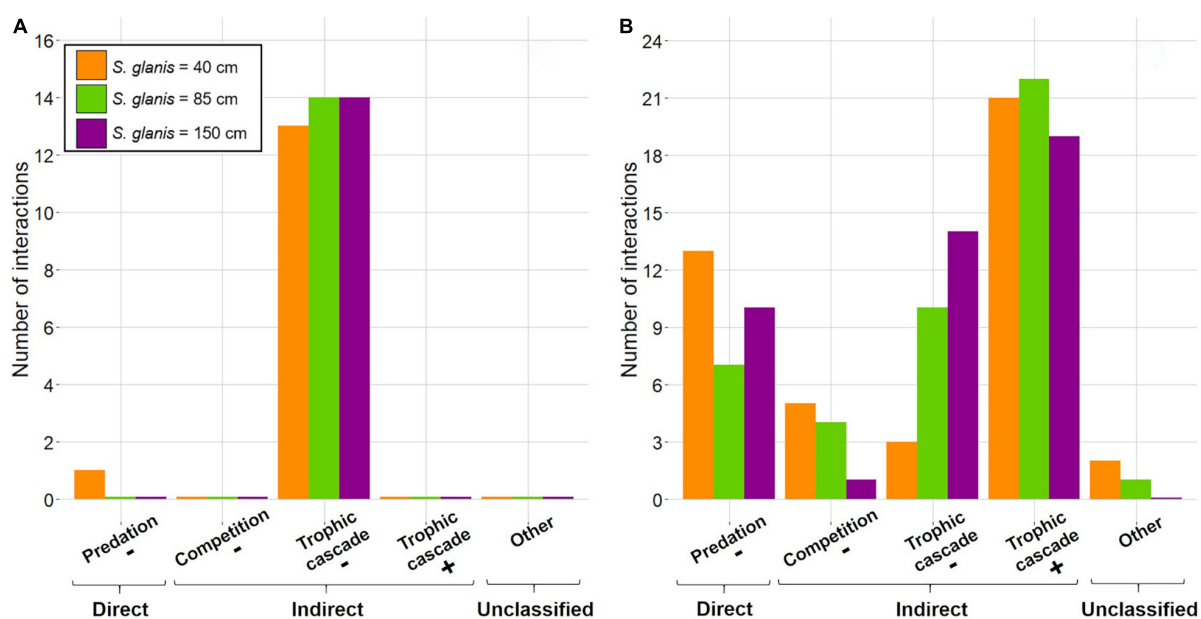 A
16
14
12
10
8
6
4
2
0
Number of interactions
S. glanis = 40 cm
S. glanis = 85 cm
S. glanis = 150 cm
Predation
-
Competition
-
Trophic
cascade
-
Trophic
cascade
+
Other
Direct
Indirect
Unclassified
B
24
21
18
15
12
9
6
3
0
Number of interactions
Predation
-
Competition
-
Trophic
cascade
-
Trophic
cascade
+
Other
Direct
Indirect
Unclassified